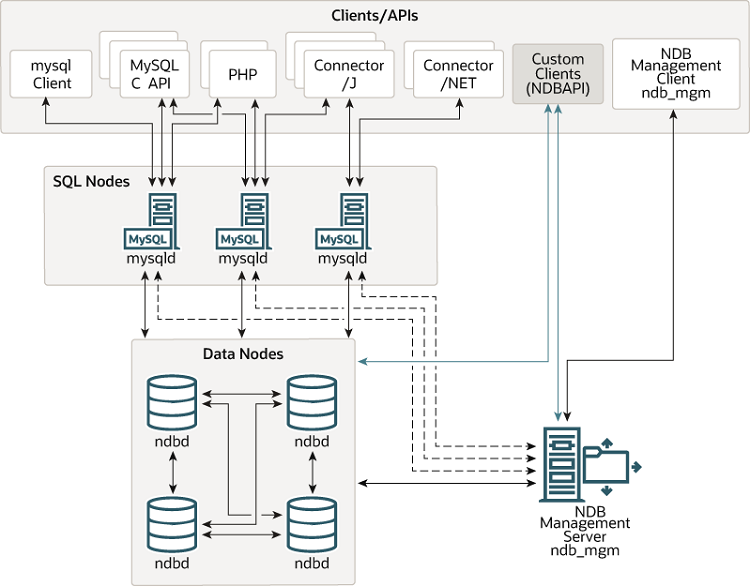 Clients/APIs
mysql
Client
MySQL
C API
PHP
Connector
/J
Connector
/NET
Custom
Clients
(NDBAPI)
NDB
Management
Client
ndb_mgm
SQL Nodes
MySQL
mysqld
MySQL
mysqld
MySQL
mysqld
Data Nodes
ndbd
ndbd
ndbd
ndbd
NDB
Management
Server
ndb_mgm